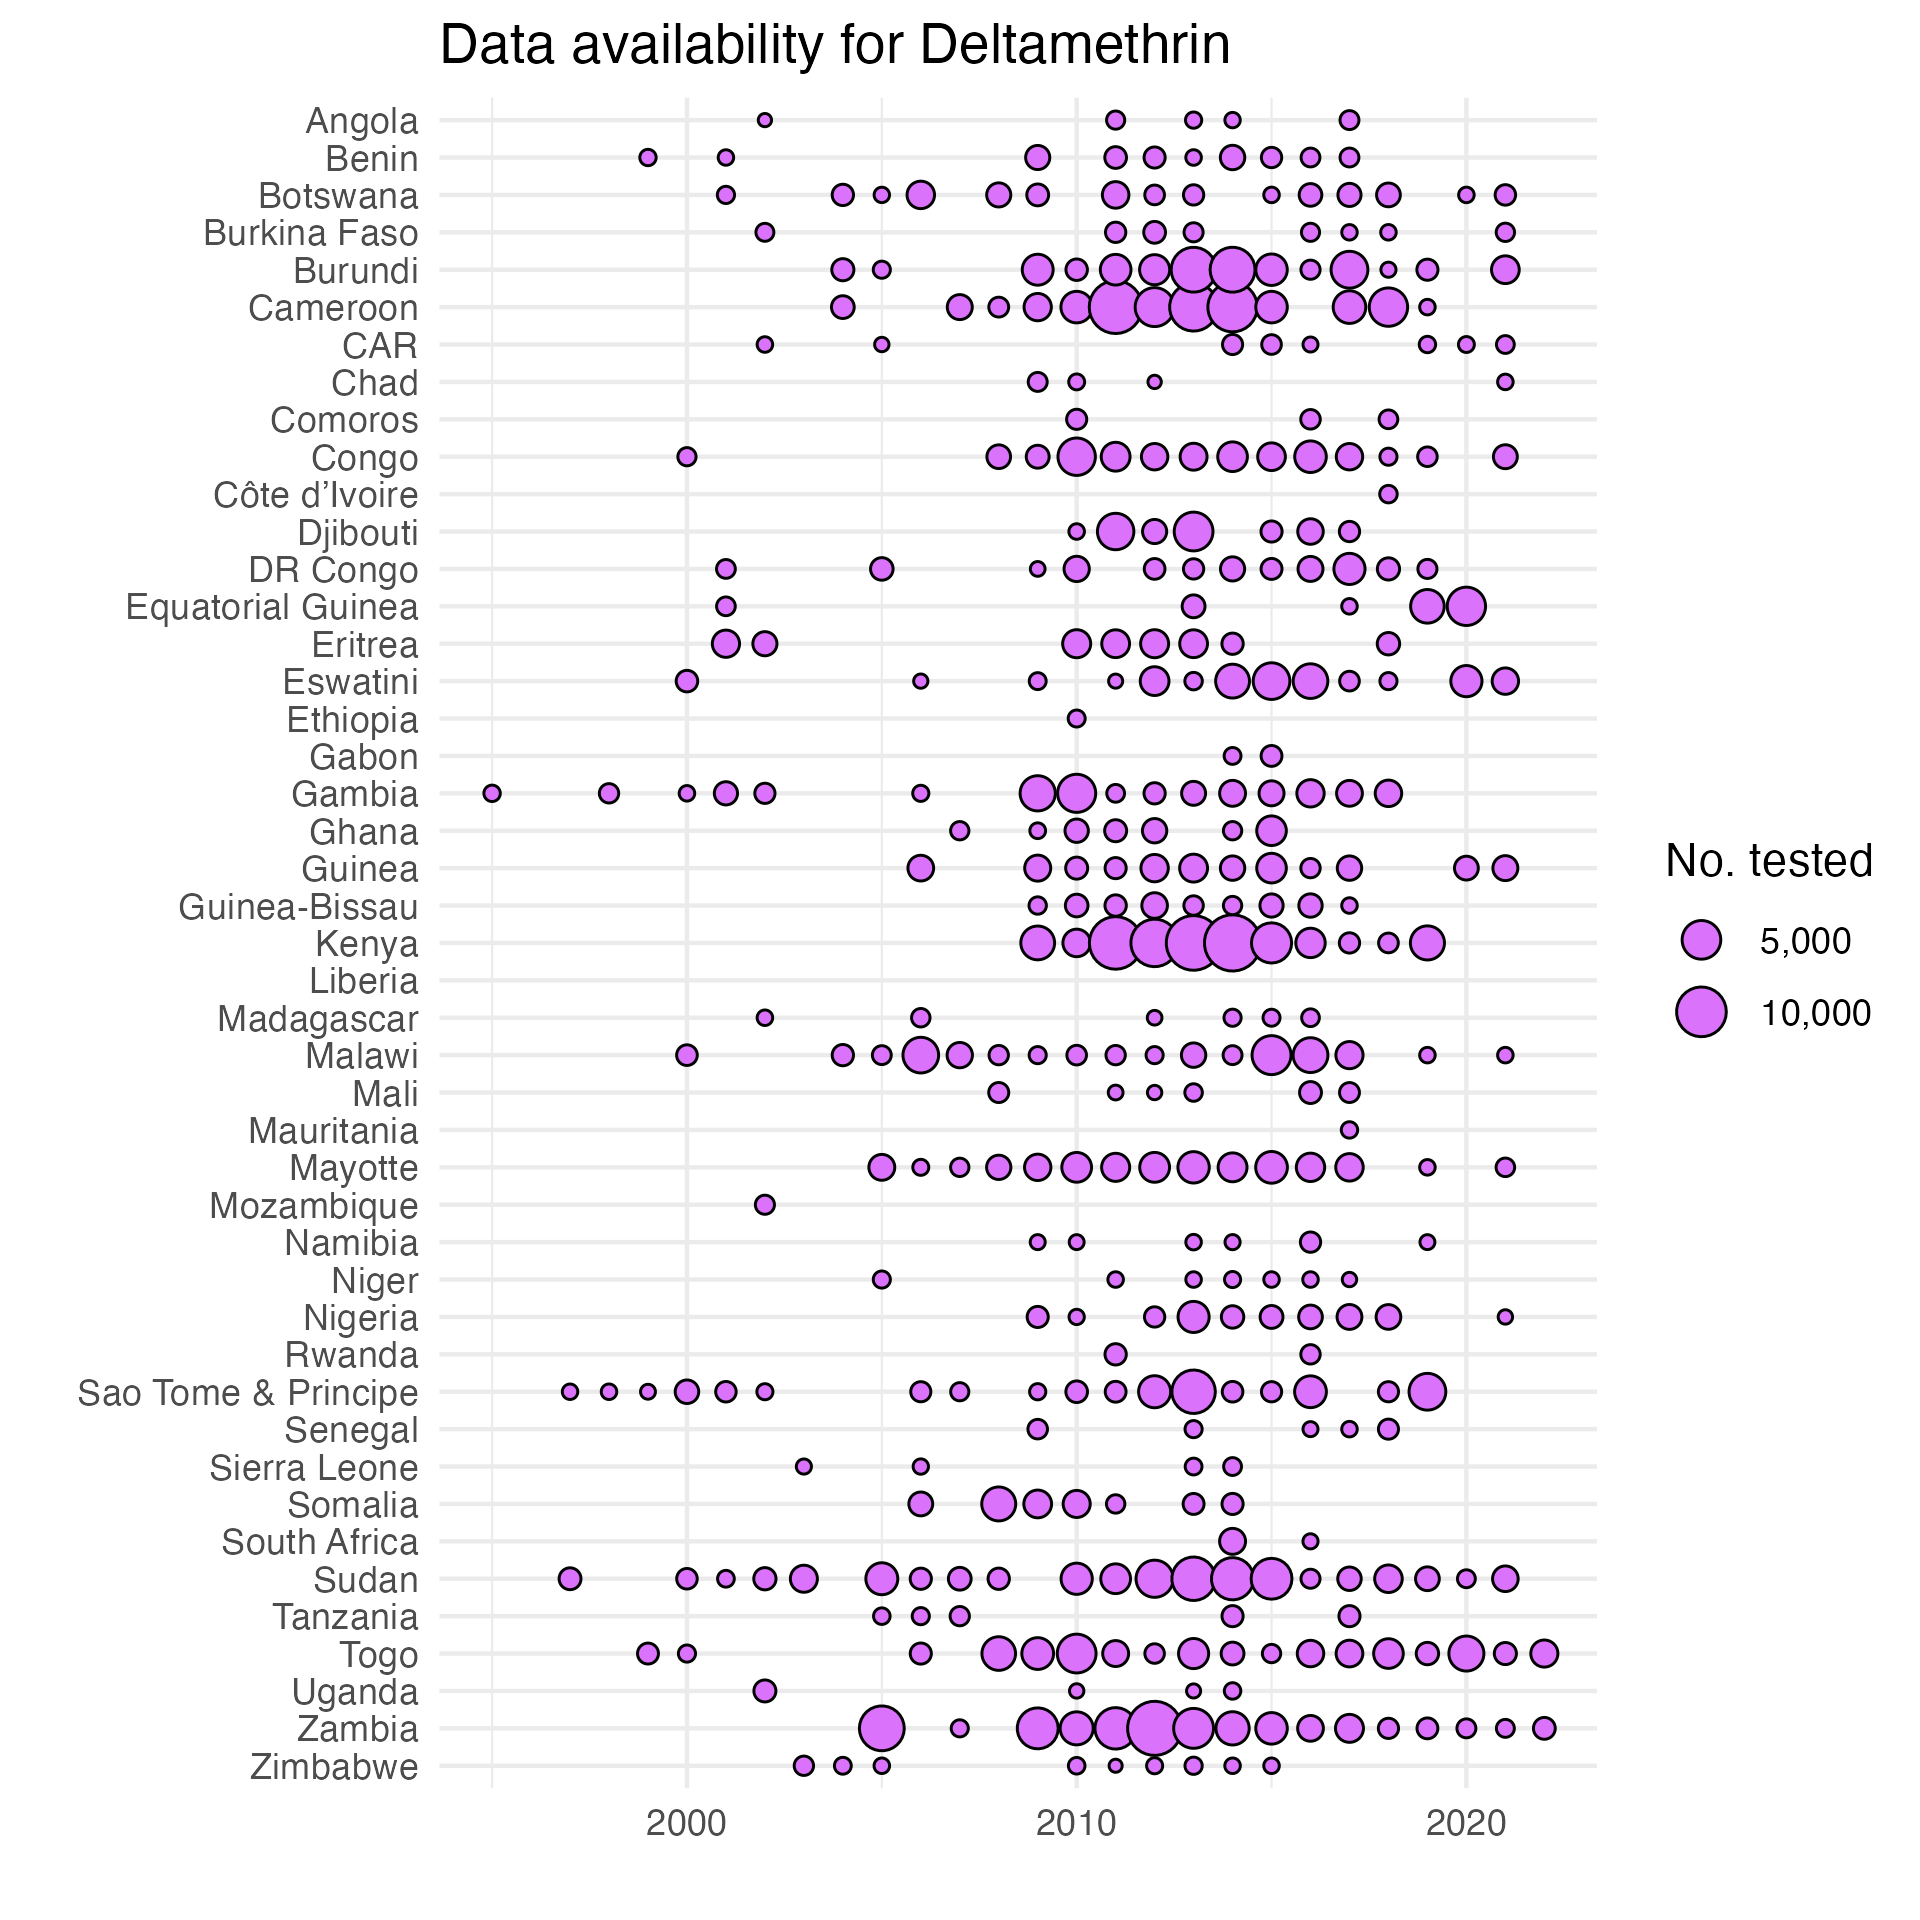 Data availability for Deltamethrin
Angola
Benin
Botswana
Burkina Faso
Burundi
Cameroon
CAR
Chad
Comoros
Congo
Côte d’Ivoire
Djibouti
DR Congo
Equatorial Guinea
Eritrea
Eswatini
Ethiopia
Gabon
Gambia
Ghana
Guinea
Guinea-Bissau
Kenya
Liberia
Madagascar
Malawi
Mali
Mauritania
Mayotte
Mozambique
Namibia
Niger
Nigeria
Rwanda
Sao Tome & Principe
Senegal
Sierra Leone
Somalia
South Africa
Sudan
Tanzania
Togo
Uganda
Zambia
Zimbabwe
2000 2010 2020
No. tested
5,000
10,000